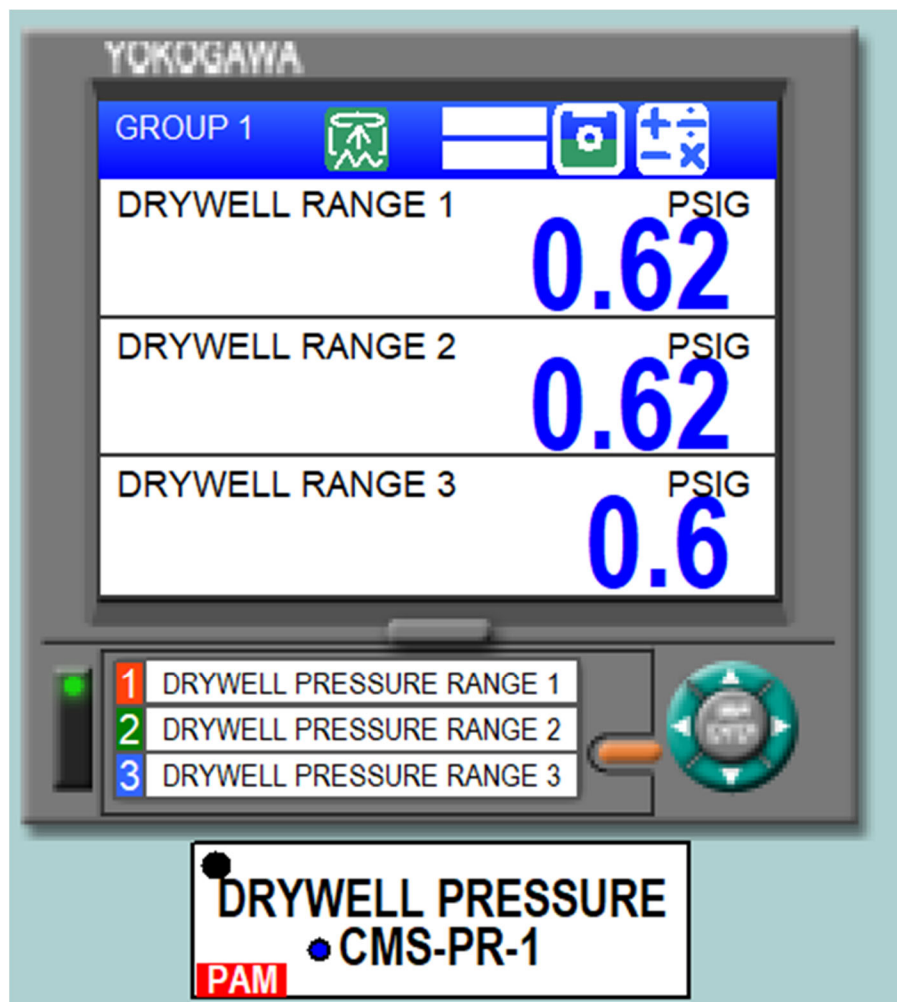 YOKOGAWA
GROUP 1
DRYWELL RANGE 1 PSIG
0.62
DRYWELL RANGE 2 PSIG
0.62
DRYWELL RANGE 3 PSIG
0.6
1 DRYWELL PRESSURE RANGE 1
2 DRYWELL PRESSURE RANGE 2
3 DRYWELL PRESSURE RANGE 3
DRYWELL PRESSURE
CMS-PR-1
PAM